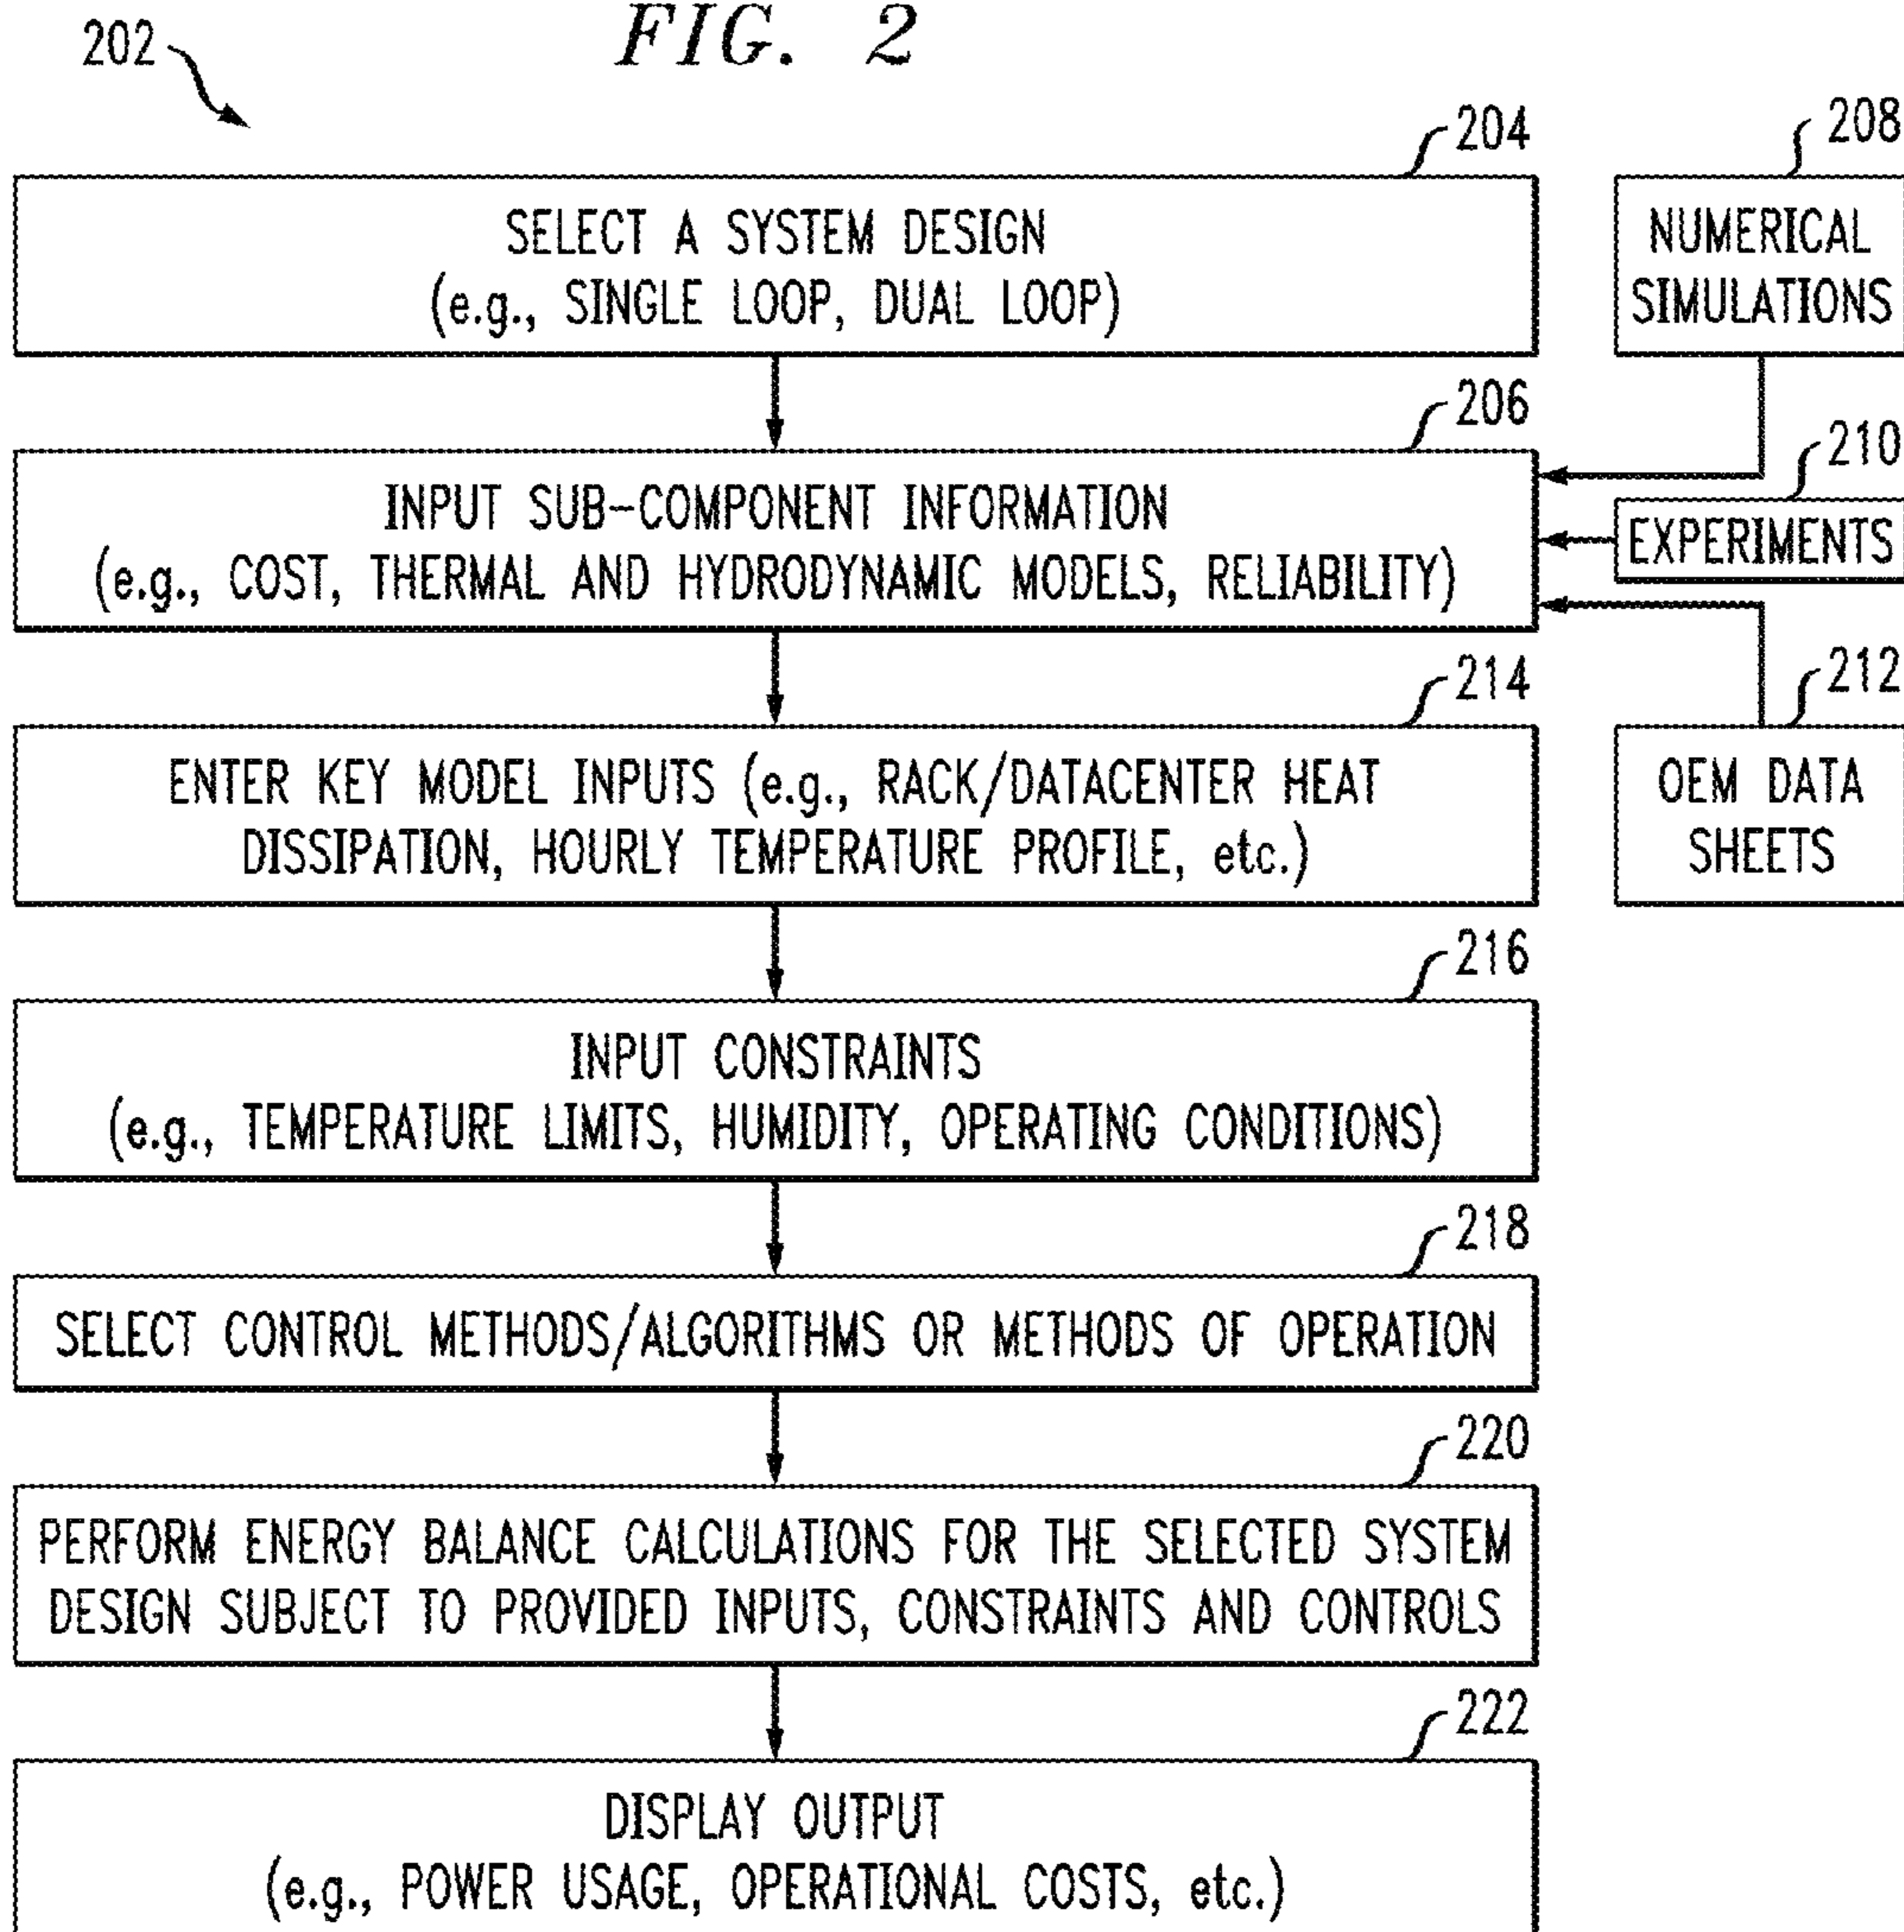 FIG. 2
202
204
SELECT A SYSTEM DESIGN
(e.g., SINGLE LOOP, DUAL LOOP)
208
NUMERICAL
SIMULATIONS
206
INPUT SUB-COMPONENT INFORMATION
(e.g., COST, THERMAL AND HYDRODYNAMIC MODELS, RELIABILITY)
210
EXPERIMENTS
212
OEM DATA
SHEETS
214
ENTER KEY MODEL INPUTS (e.g., RACK/DATACENTER HEAT
DISSIPATION, HOURLY TEMPERATURE PROFILE, etc.)
216
INPUT CONSTRAINTS
(e.g., TEMPERATURE LIMITS, HUMIDITY, OPERATING CONDITIONS)
218
SELECT CONTROL METHODS/ALGORITHMS OR METHODS OF OPERATION
220
PERFORM ENERGY BALANCE CALCULATIONS FOR THE SELECTED SYSTEM
DESIGN SUBJECT TO PROVIDED INPUTS, CONSTRAINTS AND CONTROLS
222
DISPLAY OUTPUT
(e.g., POWER USAGE, OPERATIONAL COSTS, etc.)